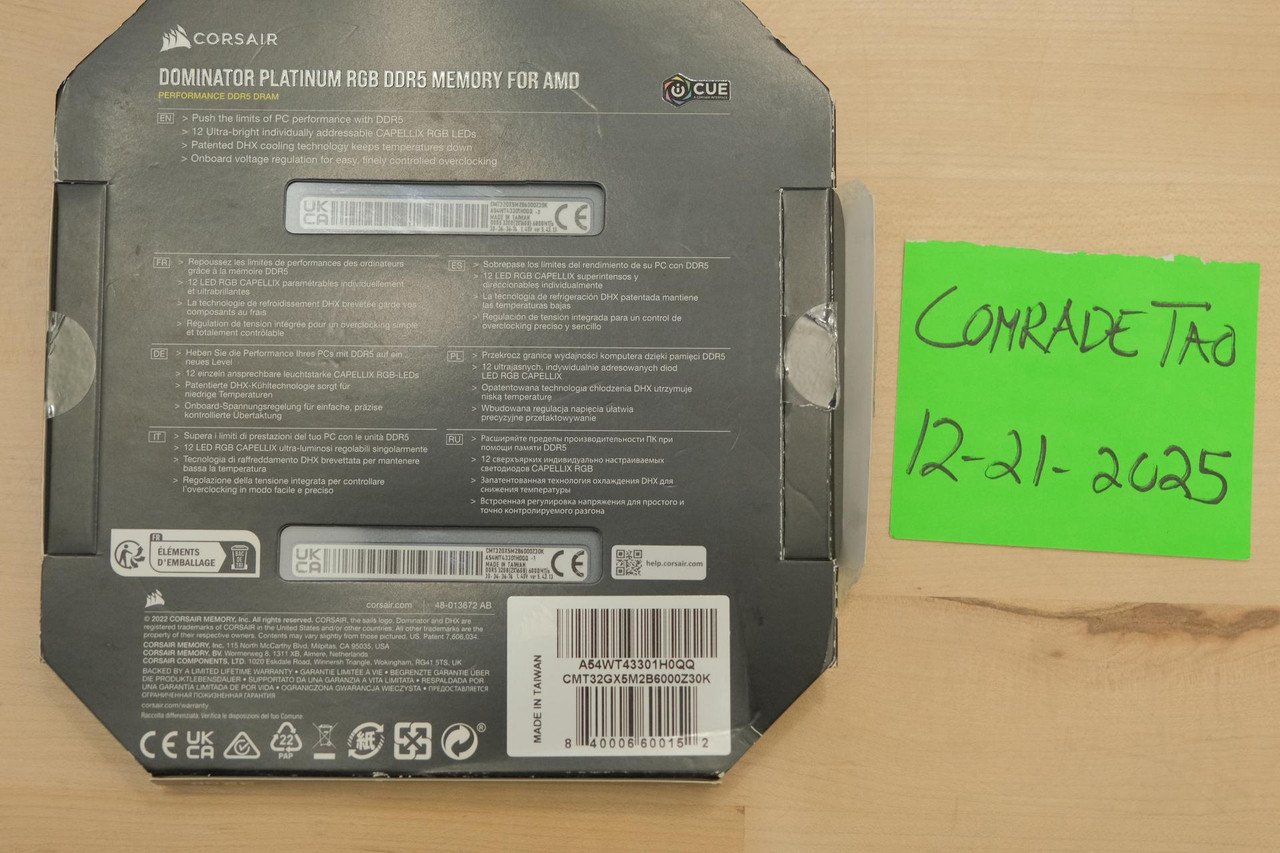 CORSAIR
DOMINATOR PLATINUM RGB DDR5 MEMORY FOR AMD
PERFORMANCE DDR5 DRAM
iCUE
EN
> Push the limits of PC performance with DDR5
> 12 Ultra-bright individually addressable CAPELLIX RGB LEDs
> Patented DHX cooling technology keeps temperatures down
> Onboard voltage regulation for easy, finely controlled overclocking
UK
CA
A54WT43301H0QQ -1
MADE IN TAIWAN
CE
FR
> Repoussez les limites de performances des ordinateurs
grâce à la memoire DDR5
> 12 LED RGB CAPELLIX paramétrables individuellement
et ultrabrillantes
> La technologie de refroidissement DHX brevetée garde vos
composants au frais
> Régulation de tension intégrée pour un overclocking simple
et totalement contrôlable
ES
> Sobrepase los límites del rendimiento de su PC con DDR5
> 12 LED RGB CAPELLIX superintensos y
direccionables individualmente
> La tecnología de refrigeración DHX patentada mantiene
las temperaturas bajas
> Regulación de tensión integrada para un control de
overclocking preciso y sencillo
DE
> Heben Sie die Performance Ihres PCs mit DDR5 auf ein
neues Level
> 12 einzeln ansprechbare leuchtstarke CAPELLIX RGB-LEDs
> Patentierte DHX-Kühltechnologie sorgt für
niedrige Temperaturen
> Onboard-Spannungsregelung für einfache, präzise
kontrollierte Übertaktung
PL
> Przekrocz granice wydajności komputera dzięki pamięci DDR5
> 12 ultrajasnych, indywidualnie adresowanych diod
LED RGB CAPELLIX
> Opatentowana technologia chłodzenia DHX utrzymuje
niską temperaturę
> Wbudowana regulacja napięcia ułatwia
precyzyjne przetaktowywanie
IT
> Supera i limiti di prestazioni del tuo PC con le unità DDR5
> 12 LED RGB CAPELLIX ultra-luminosi regolabili singolarmente
> Tecnologia di raffreddamento DHX brevettata per mantenere
bassa la temperatura
> Regolazione della tensione integrata per controllare
l'overclocking in modo facile e preciso
RU
> Расширяйте пределы производительности ПК при
помощи памяти DDR5
> 12 сверхъярких индивидуально настраиваемых
светодиодов CAPELLIX RGB
> Запатентованная технология охлаждения DHX для
снижения температуры
> Встроенная регулировка напряжения для простого и
точно контролируемого разгона
FR
ÉLÉMENTS
D'EMBALLAGE
UK
CA
A54WT43301H0QQ -1
MADE IN TAIWAN
CE
help.corsair.com
corsair.com 48-013672 AB
© 2022 CORSAIR MEMORY, Inc. All rights reserved. CORSAIR, the sails logo, Dominator and DHX are
registered trademarks of CORSAIR in the United States and/or other countries. All other trademarks are the
property of their respective owners. Contents may vary slightly from those pictured. US. Patent 7,606,034.
CORSAIR MEMORY, Inc. 115 North McCarthy Blvd. Milpitas, CA 95035, USA
CORSAIR MEMORY, BV. Wormerweg 8, 1311 XB, Almere, Netherlands
CORSAIR COMPONENTS, LTD. 1020 Eskdale Road, Winnersh Triangle, Wokingham, RG41 5TS, UK
BACKED BY A LIMITED LIFETIME WARRANTY • GARANTIE LIMITÉE À VIE • BEGRENZTE GARANTIE ÜBER
DIE PRODUKTLEBENSDAUER • SUPPORTATO DA UNA GARANZIA A VITA LIMITATA • RESPALDADA POR
UNA GARANTÍA LIMITADA DE POR VIDA • OGRANICZONA GWARANCJA WIECZYSTA • ПРЕДОСТАВЛЯЕТСЯ
ОГРАНИЧЕННАЯ ПОЖИЗНЕННАЯ ГАРАНТИЯ
corsair.com/warranty
Raccolta differenziata. Verifica le disposizioni del tuo Comune.
CE UK
CA
22
PAP
紙
®
MADE IN TAIWAN
A54WT43301H0QQ
CMT32GX5M2B6000Z30K
8 40006 60015 2
COMRADE TAO
12-21-2025